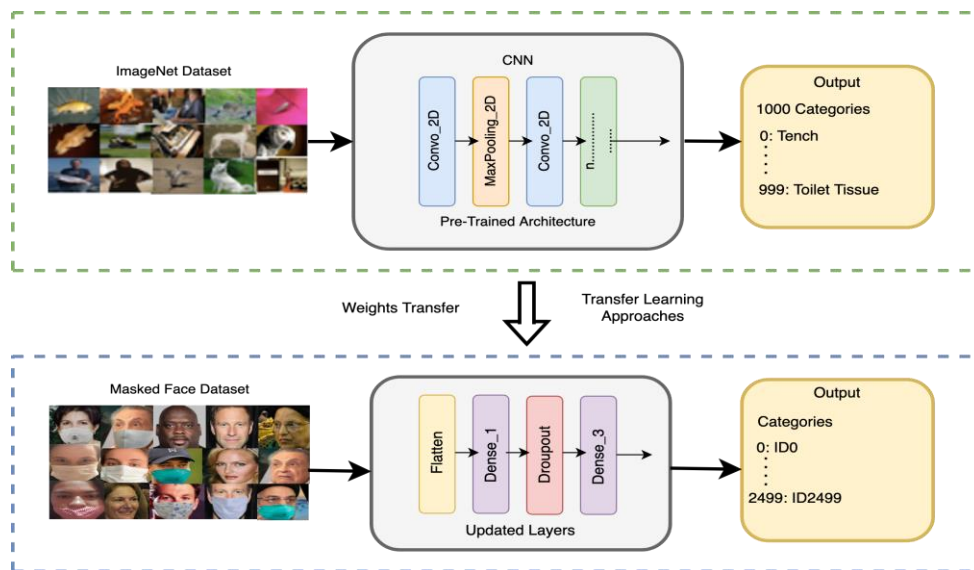 ImageNet Dataset
CNN
Convo_2D
MaxPooling_2D
Convo_2D
n..............
......
Pre-Trained Architecture
Output
1000 Categories
0: Tench
999: Toilet Tissue
Weights Transfer
Transfer Learning
Approaches
Masked Face Dataset
Flatten
Dense_1
Droupout
Dense_3
Updated Layers
Output
Categories
0: ID0
2499: ID2499